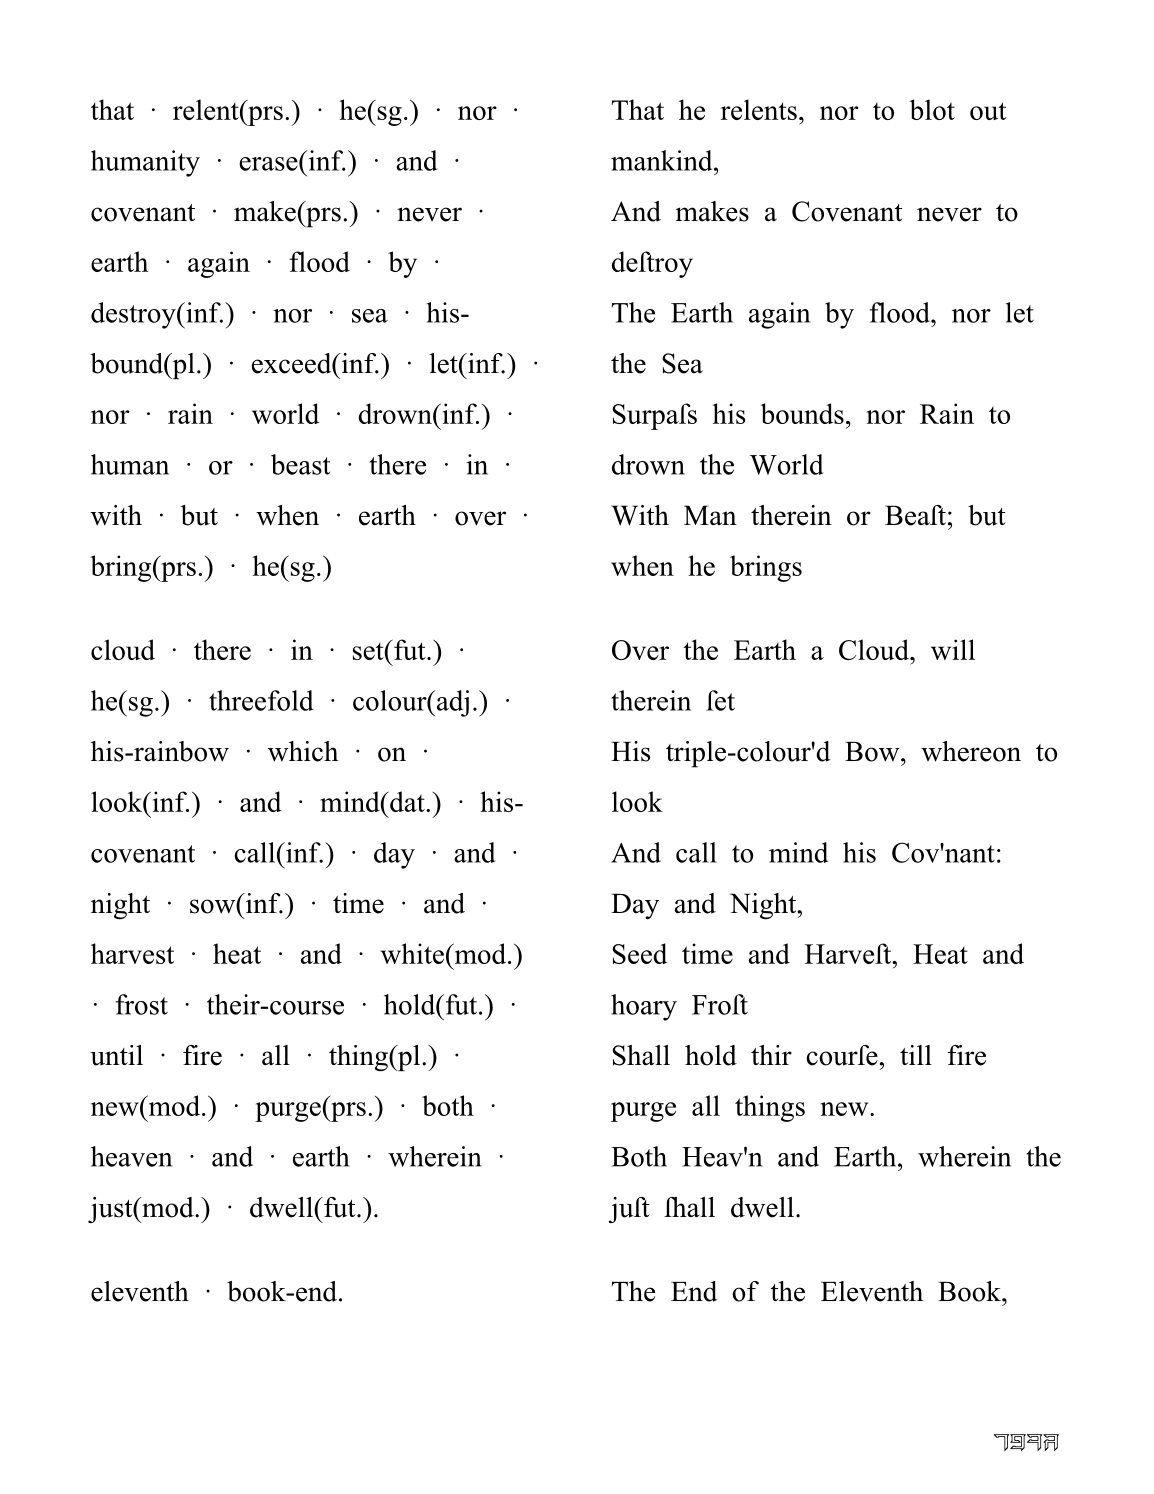 that · relent(prs.) · he(sg.) · nor ·
humanity · erase(inf.) · and ·
covenant · make(prs.) · never ·
earth · again · flood · by ·
destroy(inf.) · nor · sea · his-
bound(pl.) · exceed(inf.) · let(inf.) ·
nor · rain · world · drown(inf.) ·
human · or · beast · there · in ·
with · but · when · earth · over ·
bring(prs.) · he(sg.)
cloud · there · in · set(fut.) ·
he(sg.) · threefold · colour(adj.) ·
his-rainbow · which · on ·
look(inf.) · and · mind(dat.) · his-
covenant · call(inf.) · day · and ·
night · sow(inf.) · time · and ·
harvest · heat · and · white(mod.)
· frost · their-course · hold(fut.) ·
until · fire · all · thing(pl.) ·
new(mod.) · purge(prs.) · both ·
heaven · and · earth · wherein ·
just(mod.) · dwell(fut.).
eleventh · book-end.
That he relents, nor to blot out
mankind,
And makes a Covenant never to
deſtroy
The Earth again by flood, nor let
the Sea
Surpaſs his bounds, nor Rain to
drown the World
With Man therein or Beaſt; but
when he brings
Over the Earth a Cloud, will
therein ſet
His triple-colour'd Bow, whereon to
look
And call to mind his Cov'nant:
Day and Night,
Seed time and Harveſt, Heat and
hoary Froſt
Shall hold thir courſe, till fire
purge all things new.
Both Heav'n and Earth, wherein the
juſt ſhall dwell.
The End of the Eleventh Book,